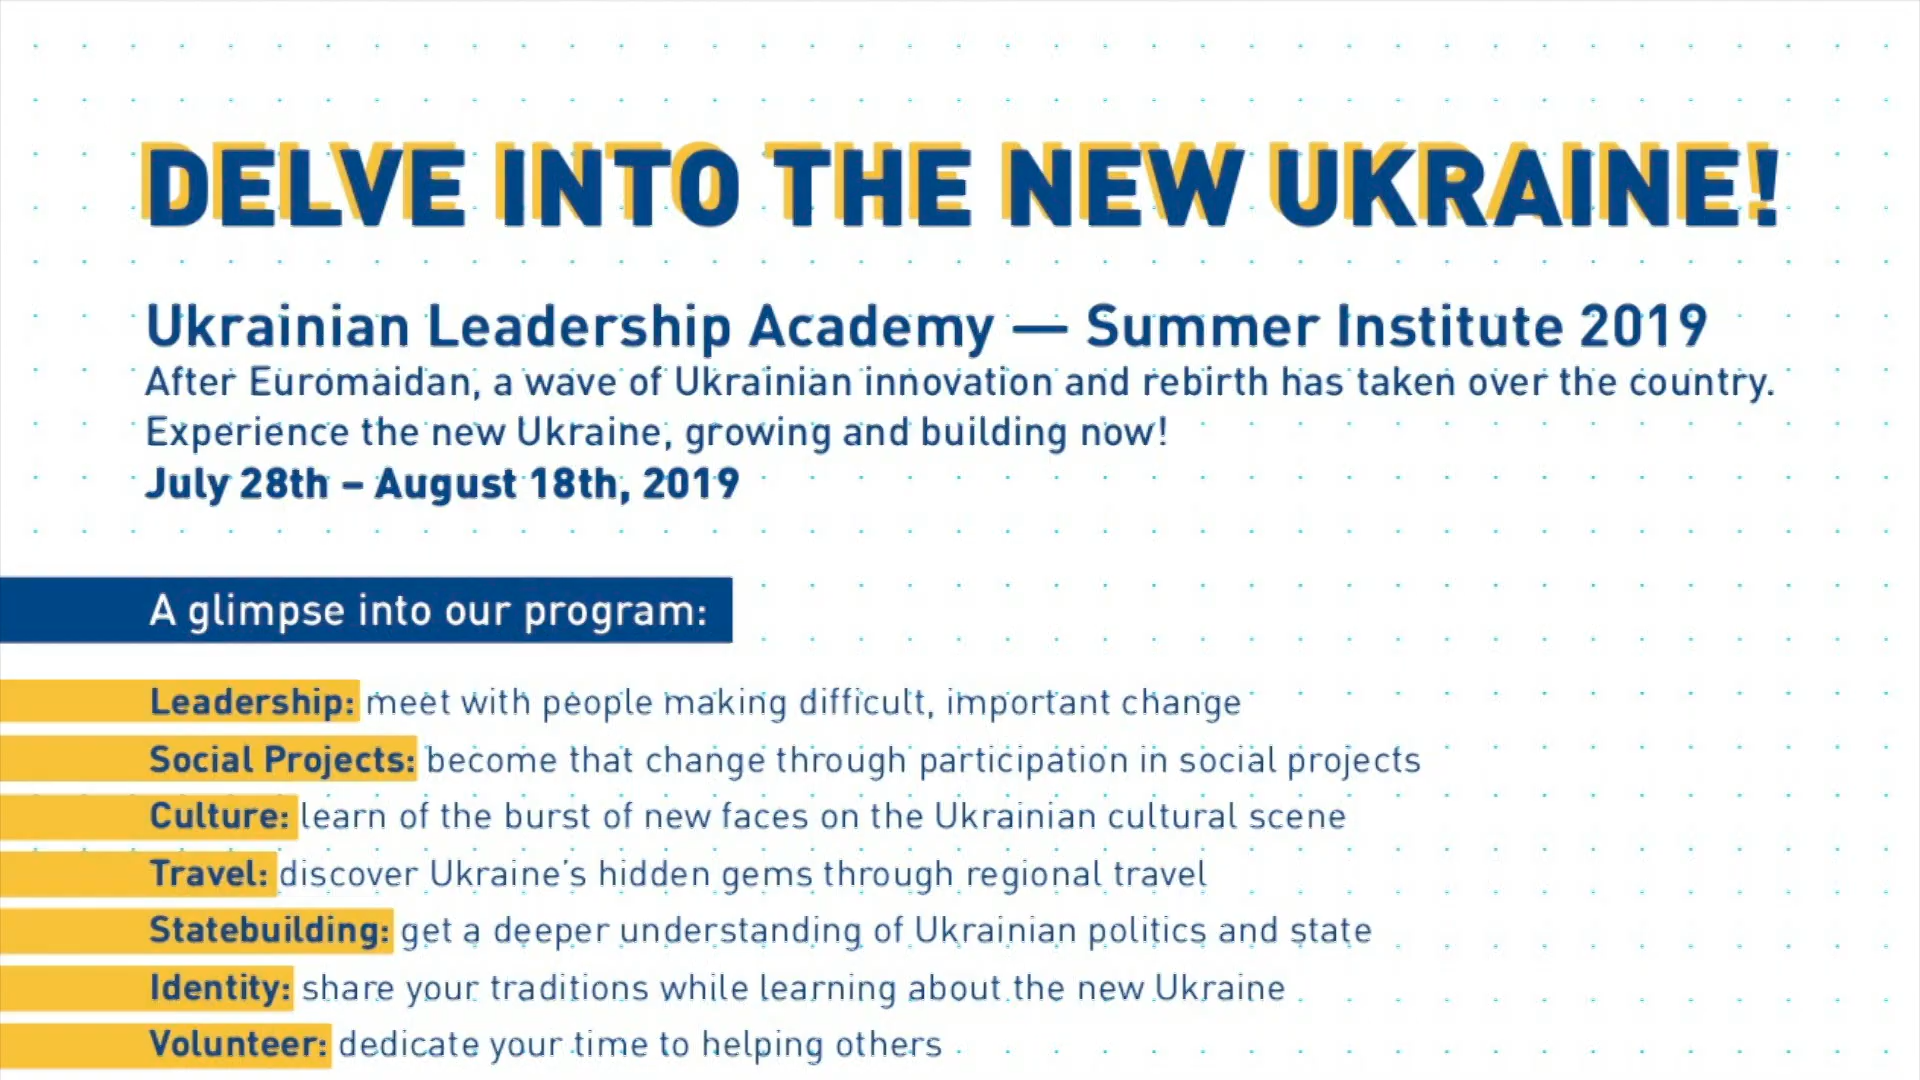 DELVE INTO THE NEW UKRAINE!
Ukrainian Leadership Academy — Summer Institute 2019
After Euromaidan, a wave of Ukrainian innovation and rebirth has taken over the country.
Experience the new Ukraine, growing and building now!
July 28th – August 18th, 2019
A glimpse into our program:
Leadership: meet with people making difficult, important change
Social Projects: become that change through participation in social projects
Culture: learn of the burst of new faces on the Ukrainian cultural scene
Travel: discover Ukraine’s hidden gems through regional travel
Statebuilding: get a deeper understanding of Ukrainian politics and state
Identity: share your traditions while learning about the new Ukraine
Volunteer: dedicate your time to helping others